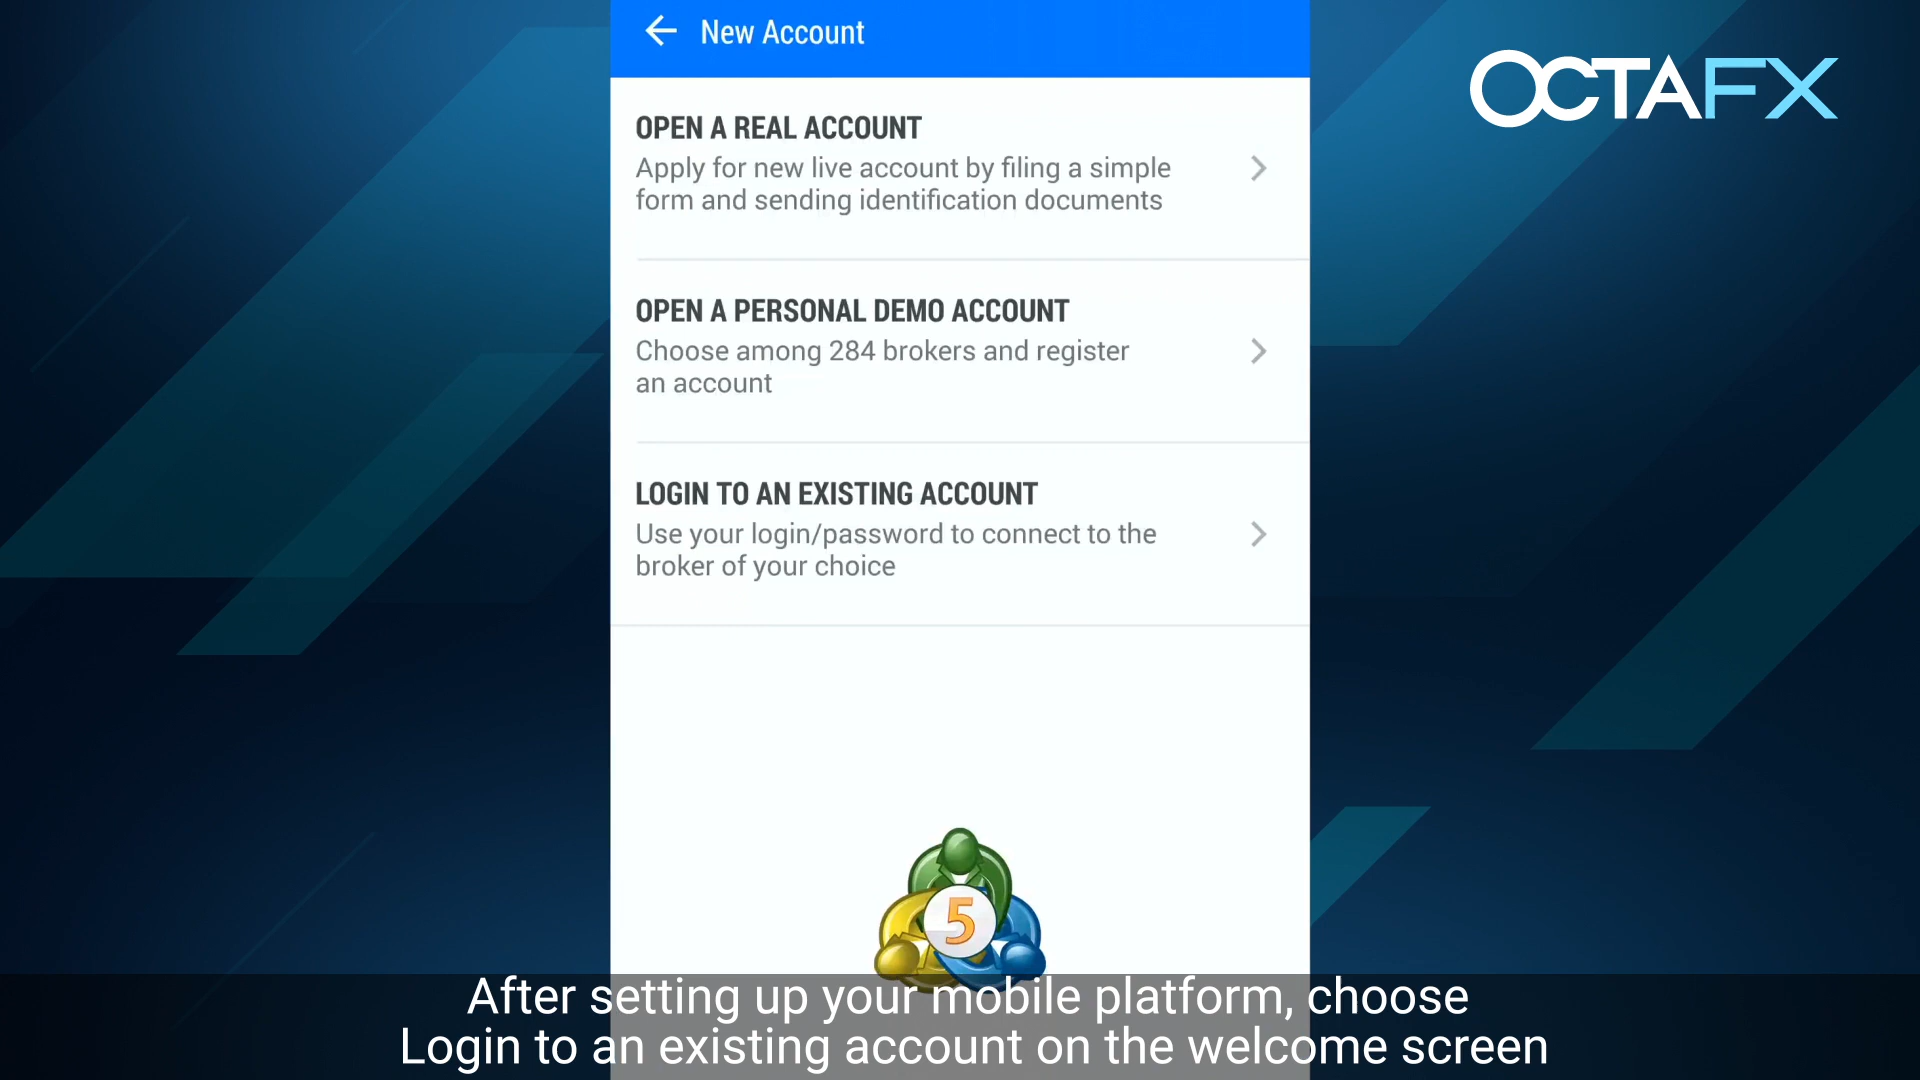 New Account
OCTAFX
OPEN A REAL ACCOUNT
Apply for new live account by filing a simple
form and sending identification documents
OPEN A PERSONAL DEMO ACCOUNT
Choose among 284 brokers and register
an account
LOGIN TO AN EXISTING ACCOUNT
Use your login/password to connect to the
broker of your choice
5
After setting up your mobile platform, choose
Login to an existing account on the welcome screen